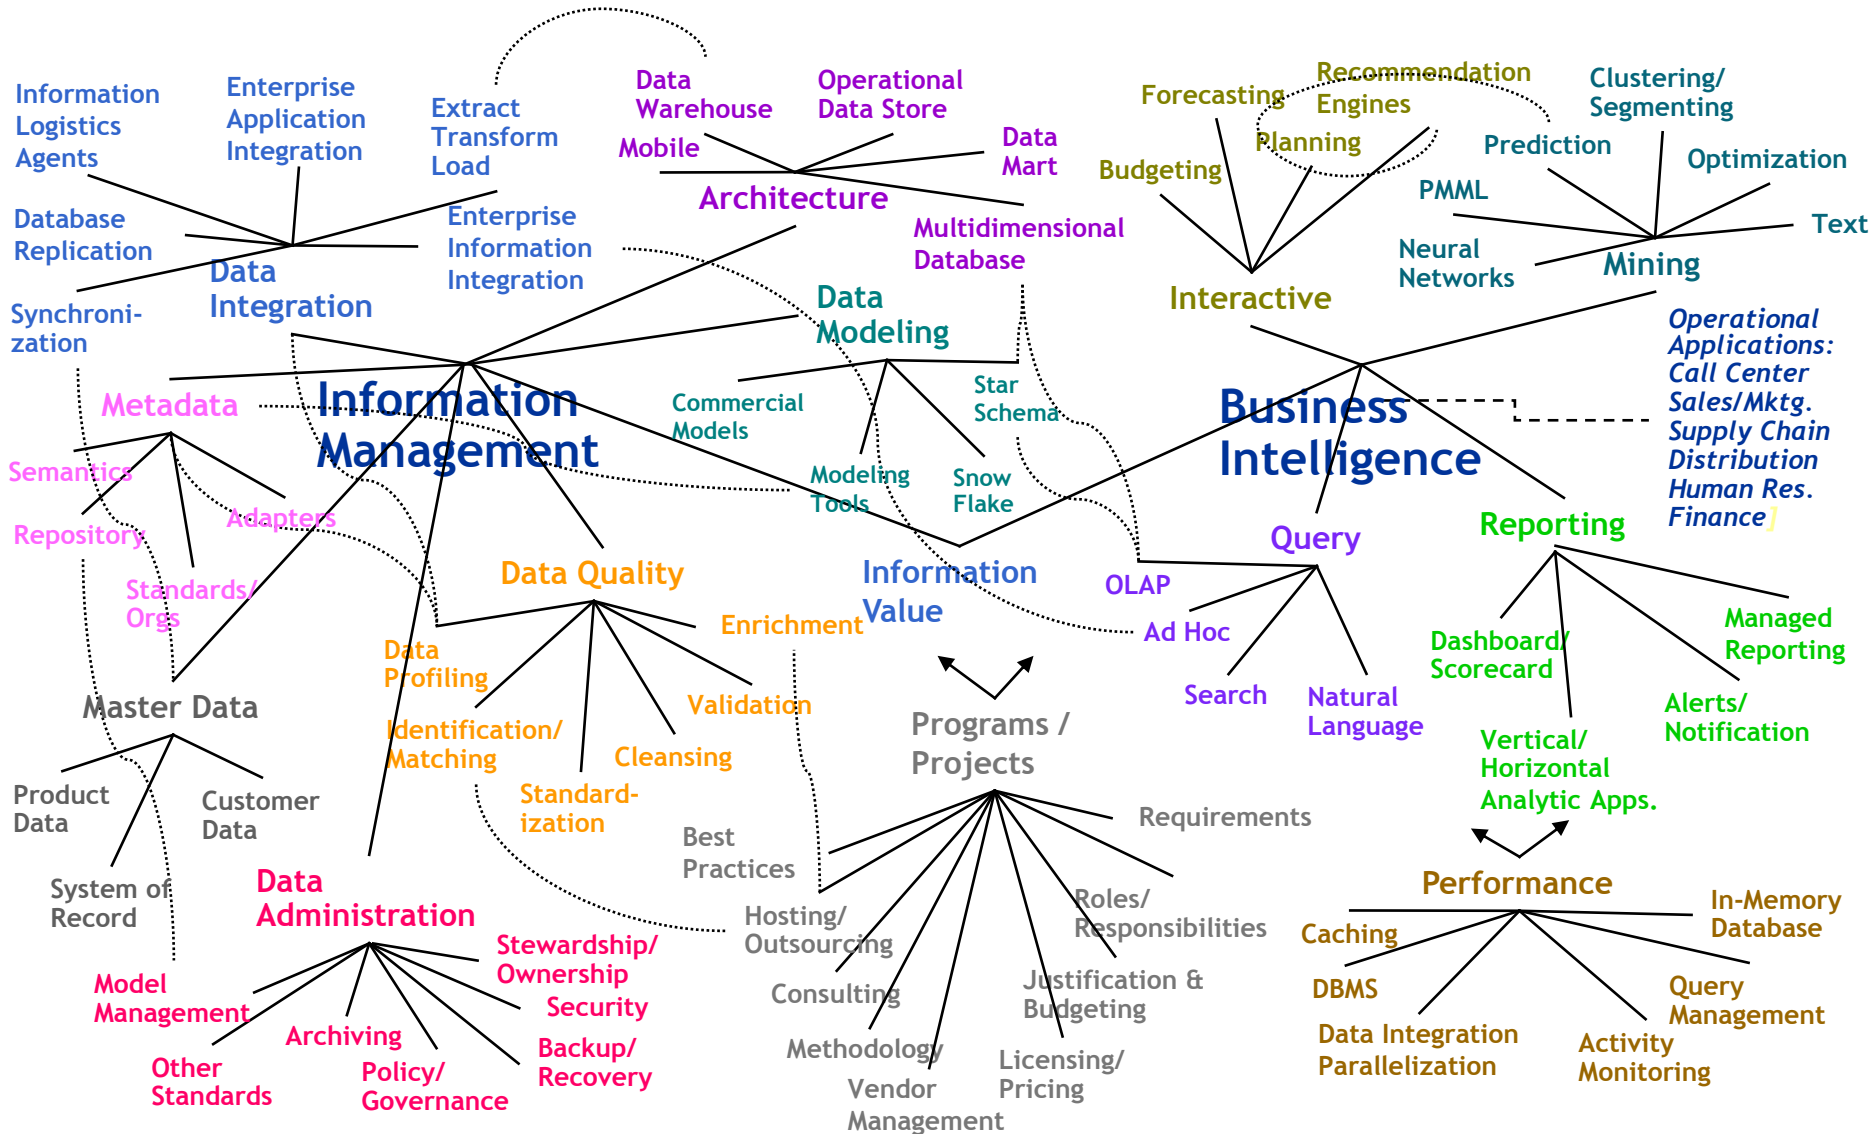 Information
Logistics
Agents
Enterprise
Application
Integration
Extract
Transform
Load
Database
Replication
Enterprise
Information
Integration
Synchroni-
zation
Data
Integration
Data
Warehouse
Operational
Data Store
Mobile
Data
Mart
Architecture
Multidimensional
Database
Forecasting
Recommendation
Engines
Planning
Budgeting
Interactive
Clustering/
Segmenting
Prediction
Optimization
PMML
Text
Neural
Networks
Mining
Data
Modeling
Commercial
Models
Star
Schema
Modeling
Tools
Snow
Flake
Metadata
Semantics
Repository
Adapters
Standards/
Orgs
Information
Management
Business
Intelligence
Operational
Applications:
Call Center
Sales/Mktg.
Supply Chain
Distribution
Human Res.
Finance]
Data Quality
Data
Profiling
Enrichment
Identification/
Matching
Validation
Cleansing
Standard-
ization
Information
Value
Query
OLAP
Ad Hoc
Search
Natural
Language
Reporting
Dashboard/
Scorecard
Managed
Reporting
Alerts/
Notification
Vertical/
Horizontal
Analytic Apps.
Master Data
Product
Data
Customer
Data
System of
Record
Programs /
Projects
Best
Practices
Requirements
Hosting/
Outsourcing
Roles/
Responsibilities
Consulting
Justification &
Budgeting
Methodology
Licensing/
Pricing
Vendor
Management
Data
Administration
Stewardship/
Ownership
Model
Management
Security
Archiving
Backup/
Recovery
Other
Standards
Policy/
Governance
Performance
In-Memory
Database
Caching
DBMS
Query
Management
Data Integration
Parallelization
Activity
Monitoring